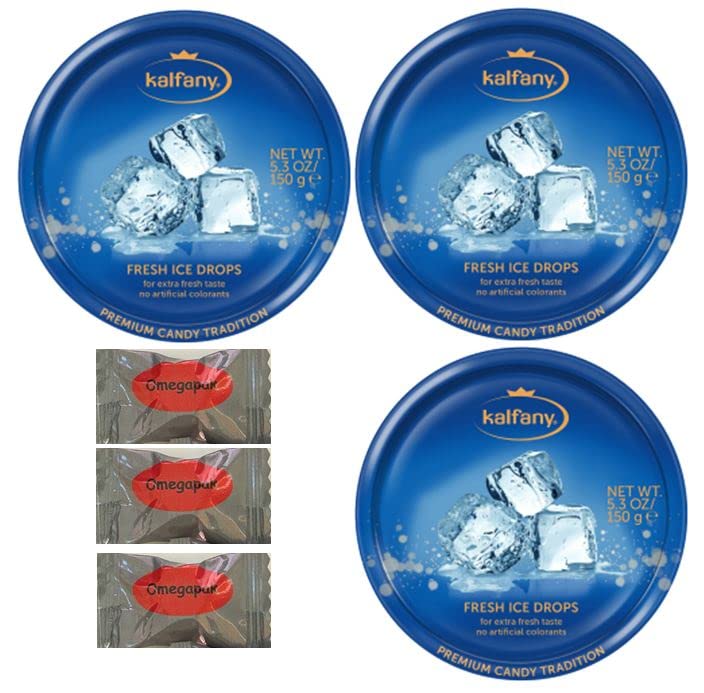 kalfany®
NET WT.
5.3 OZ/
150 g ℮
FRESH ICE DROPS
for extra fresh taste
no artificial colorants
PREMIUM CANDY TRADITION
kalfany®
NET WT.
5.3 OZ/
150 g ℮
FRESH ICE DROPS
for extra fresh taste
no artificial colorants
PREMIUM CANDY TRADITION
Omegapak
Omegapak
Omegapak
kalfany®
NET WT.
5.3 OZ/
150 g ℮
FRESH ICE DROPS
for extra fresh taste
no artificial colorants
PREMIUM CANDY TRADITION